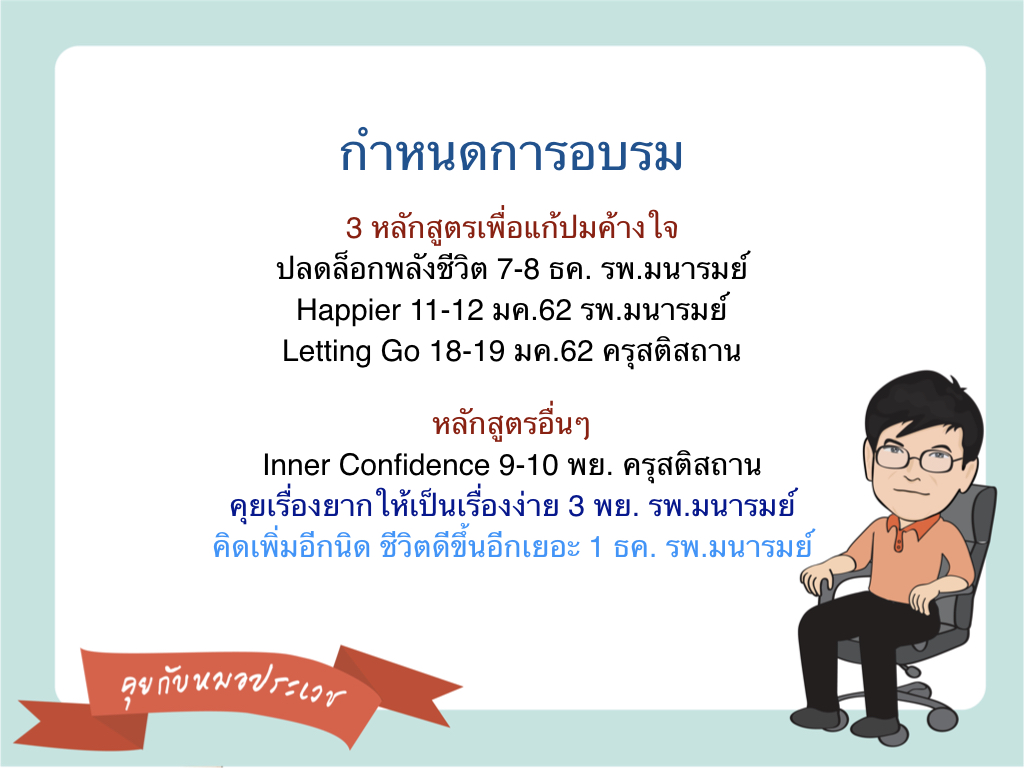 กำหนดการอบรม
3 หลักสูตรเพื่อแก้ปมค้างใจ
ปลดล็อกพลังชีวิต 7-8 ธค. รพ.มนารมย์
Happier 11-12 มค.62 รพ.มนารมย์
Letting Go 18-19 มค.62 ครุสติสถาน
หลักสูตรอื่นๆ
Inner Confidence 9-10 พย. ครุสติสถาน
คุยเรื่องยากให้เป็นเรื่องง่าย 3 พย. รพ.มนารมย์
คิดเพิ่มอีกนิด ชีวิตดีขึ้นอีกเยอะ 1 ธค. รพ.มนารมย์
คุยกับหมอประเวช